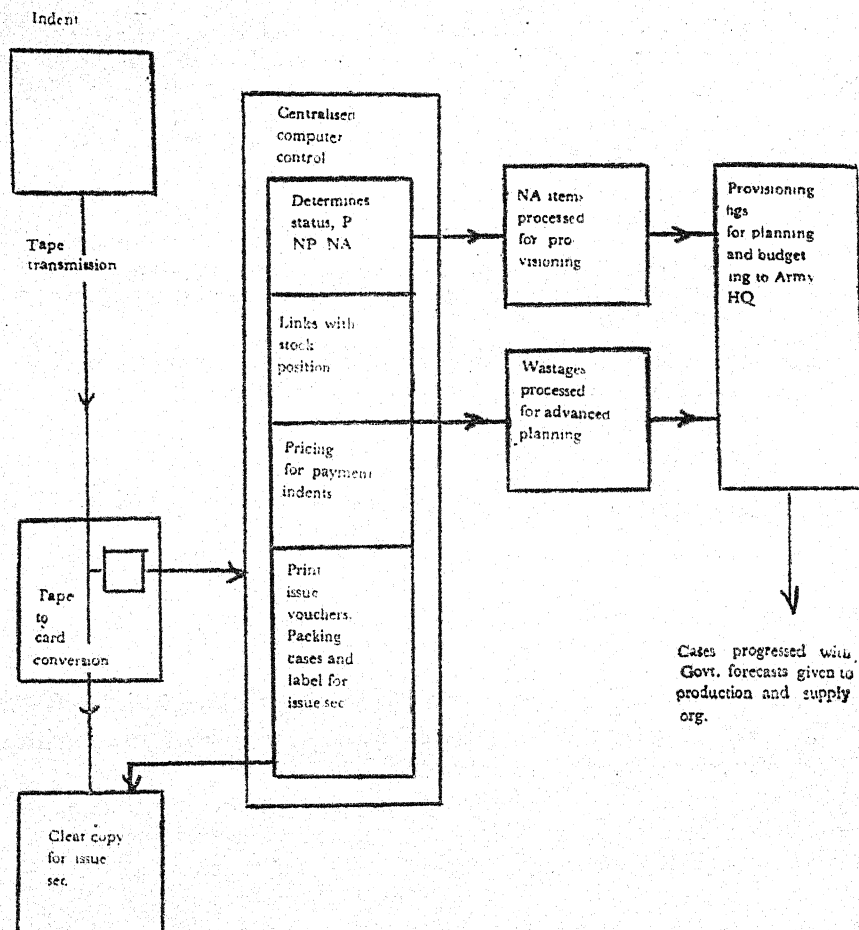 Indent
Tape
transmission
Tape
to
card
conversion
Clear copy
for issue
sec.
Centralised
computer
control
Determines
status, P
NP NA
Links with
stock
position
Pricing
for payment
indents
Print
issue
vouchers.
Packing
cases and
label for
issue sec
NA items
processed
for pro-
visioning
Wastages
processed
for advanced
planning
Provisioning
figs
for planning
and budget
ing to Army
HQ
Cases progressed with
Govt. forecasts given to
production and supply
org.